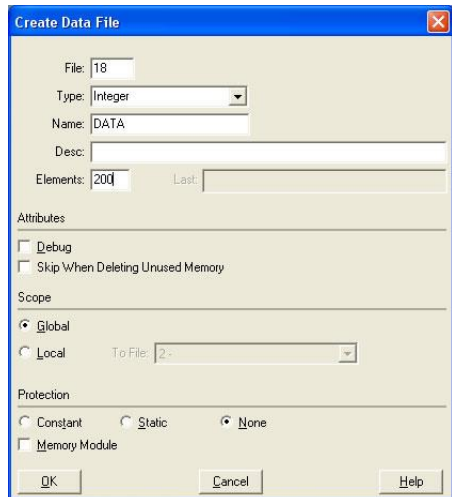 Create Data File
File: 18
Type: Integer
Name: DATA
Desc:
Elements: 200 Last:
Attributes
Debug
Skip When Deleting Unused Memory
Scope
Global
Local To File: 2 -
Protection
Constant Static None
Memory Module
OK Cancel Help